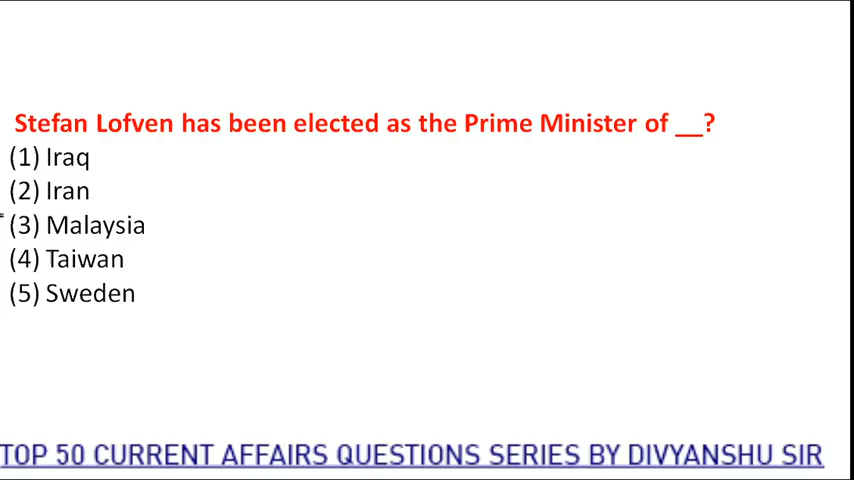 Stefan Lofven has been elected as the Prime Minister of __?
(1) Iraq
(2) Iran
(3) Malaysia
(4) Taiwan
(5) Sweden
TOP 50 CURRENT AFFAIRS QUESTIONS SERIES BY DIVYANSHU SIR